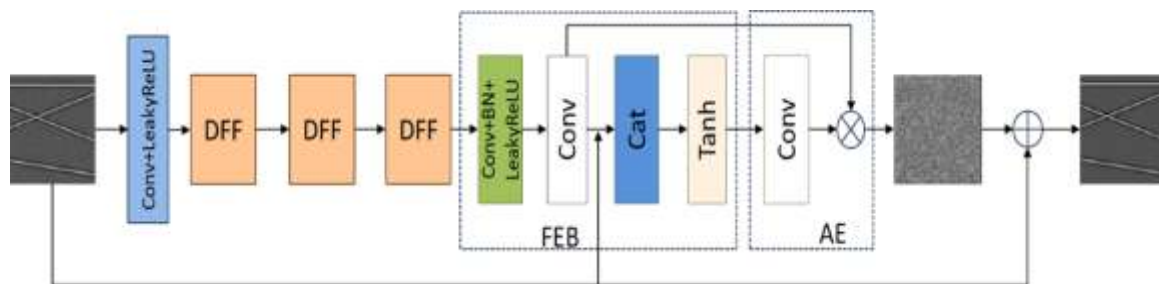 Conv+LeakyReLU
DFF
DFF
DFF
Conv+BN+
LeakyReLU
Conv
Cat
Tanh
FEB
Conv
AE